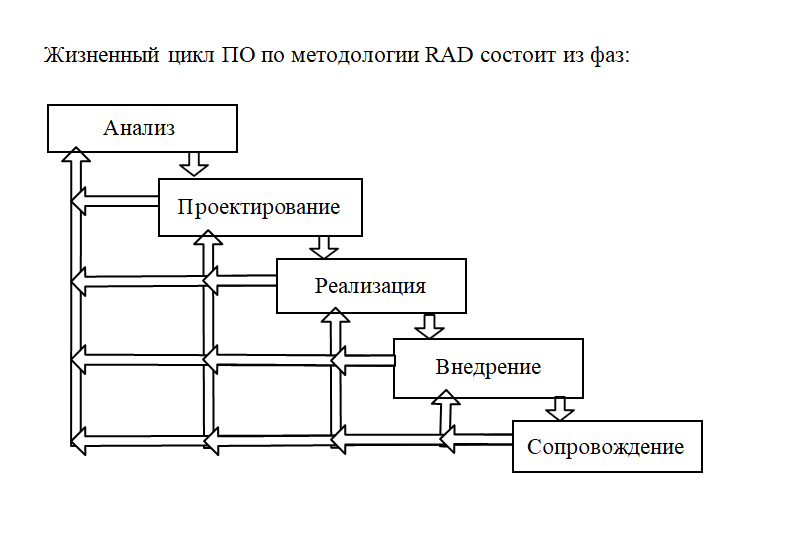 Жизненный цикл ПО по методологии RAD состоит из фаз:
Анализ
Проектирование
Реализация
Внедрение
Сопровождение